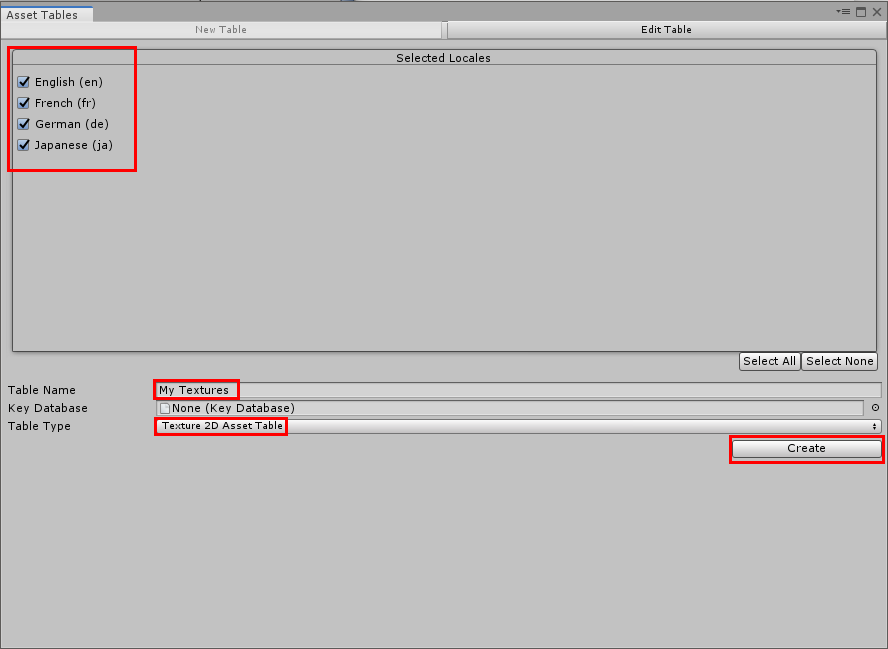 Asset Tables
New Table
Edit Table
Selected Locales
English (en)
French (fr)
German (de)
Japanese (ja)
Select All
Select None
Table Name
My Textures
Key Database
None (Key Database)
Table Type
Texture 2D Asset Table
Create